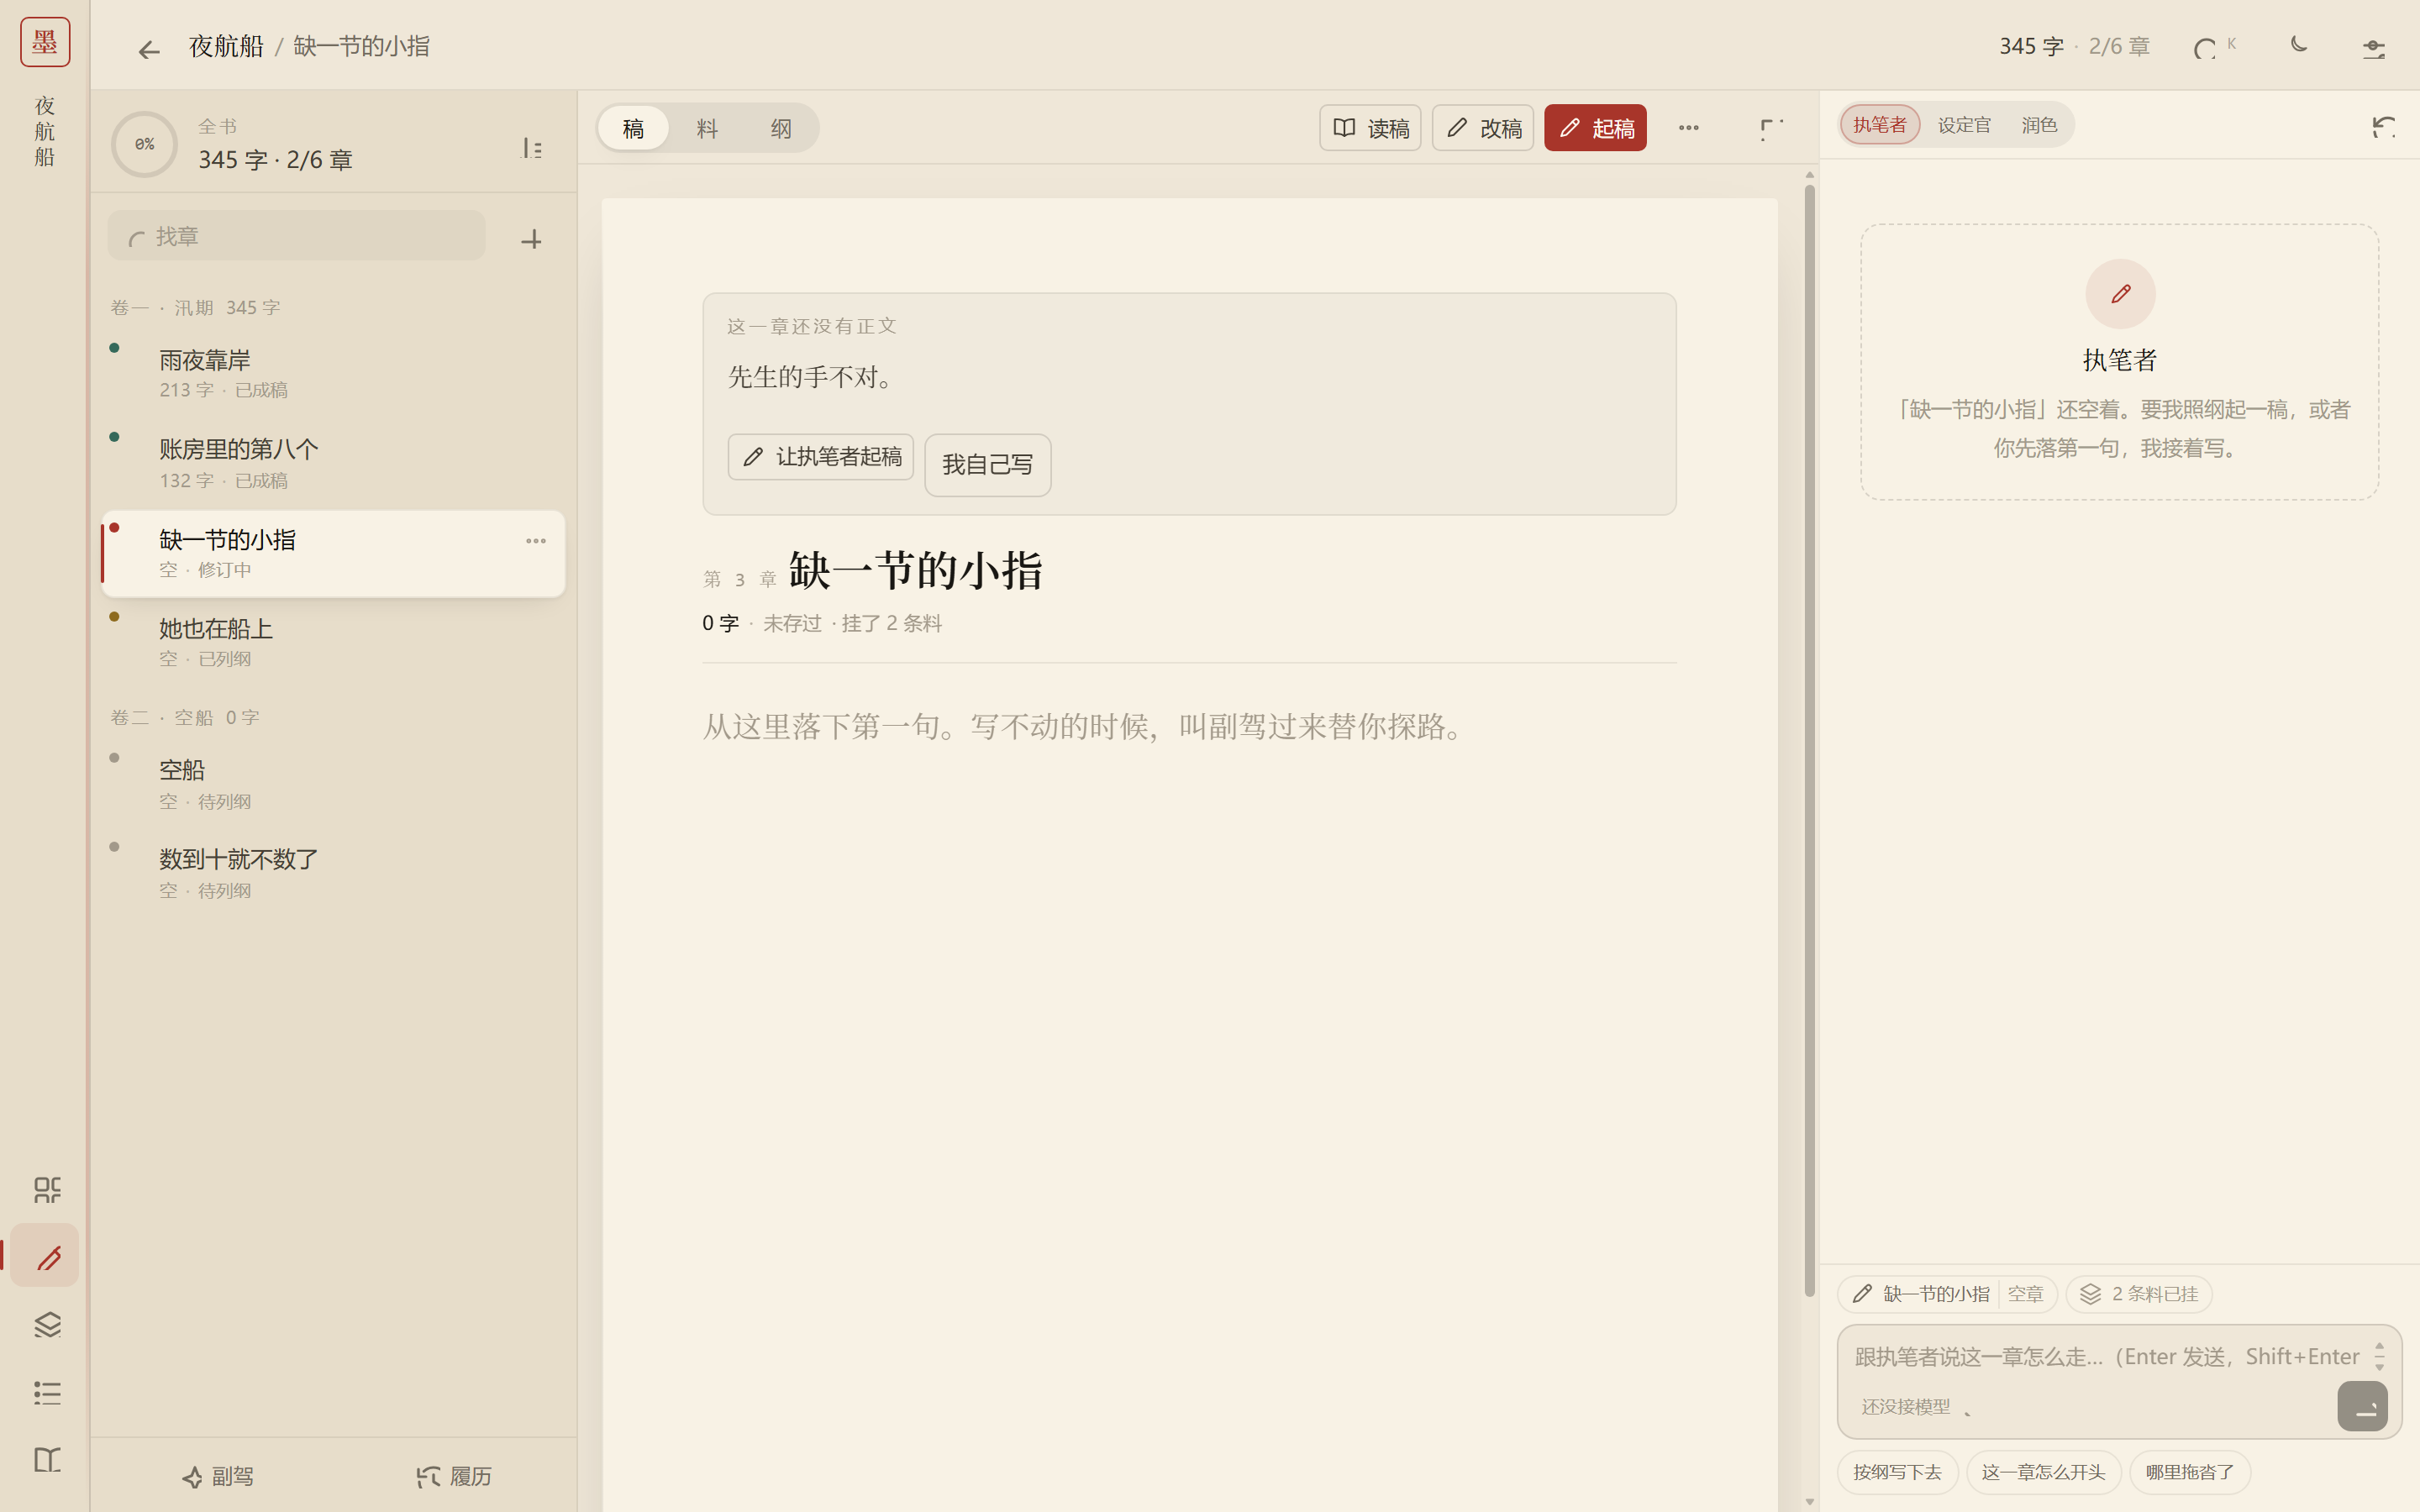 墨
夜航船
夜航船 / 缺一节的小指
345 字 · 2/6 章
K
0%
全书
345 字 · 2/6 章
找章
卷一 · 汛期 345 字
雨夜靠岸
213 字 · 已成稿
账房里的第八个
132 字 · 已成稿
缺一节的小指
空 · 修订中
她也在船上
空 · 已列纲
卷二 · 空船 0 字
空船
空 · 待列纲
数到十就不数了
空 · 待列纲
副驾
履历
稿 料 纲
读稿 改稿 起稿
这一章还没有正文
先生的手不对。
让执笔者起稿 我自己写
第 3 章 缺一节的小指
0 字 · 未存过 · 挂了 2 条料
从这里落下第一句。写不动的时候，叫副驾过来替你探路。
执笔者 设定官 润色
执笔者
「缺一节的小指」还空着。要我照纲起一稿，或者
你先落第一句，我接着写。
缺一节的小指 空章 2 条料已挂
跟执笔者说这一章怎么走…（Enter 发送，Shift+Enter
还没接模型
按纲写下去 这一章怎么开头 哪里拖沓了